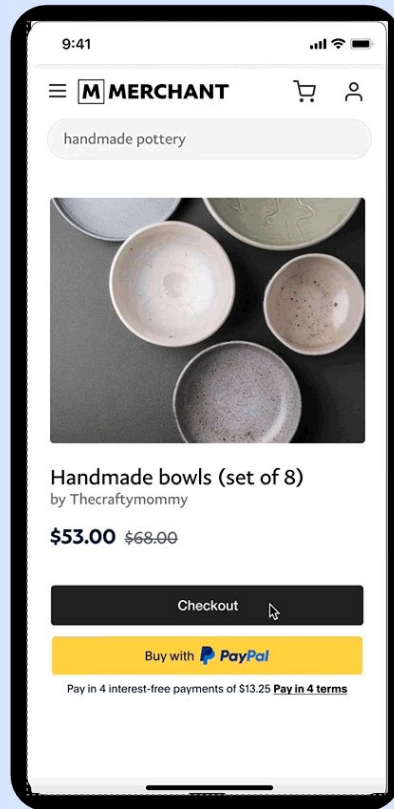 9:41
M MERCHANT
handmade pottery
Handmade bowls (set of 8)
by Thecraftymommy
$53.00 $68.00
Checkout
Buy with PayPal
Pay in 4 interest-free payments of $13.25 Pay in 4 terms